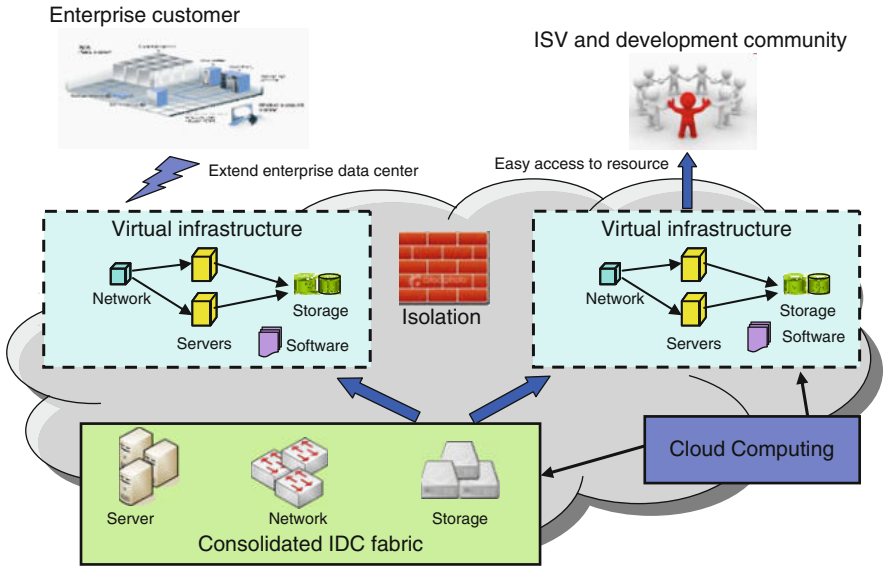 Enterprise customer
ISV and development community
Extend enterprise data center
Easy access to resource
Virtual infrastructure
Network
Servers
Storage
Software
Isolation
Virtual infrastructure
Network
Servers
Storage
Software
Cloud Computing
Server
Network
Storage
Consolidated IDC fabric